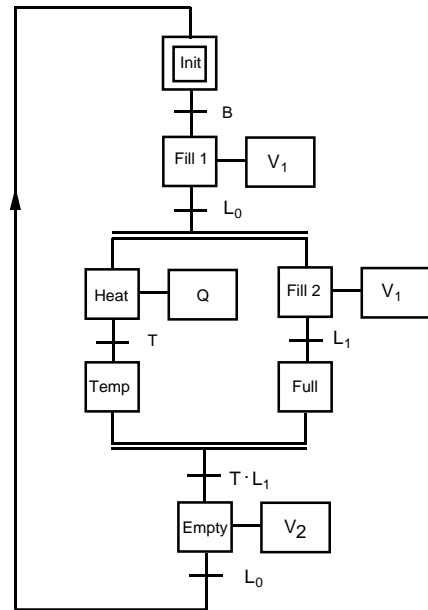 Init
B
Fill 1
V₁
L₀
Heat
Q
Fill 2
V₁
T
L₁
Temp
Full
T · L₁
Empty
V₂
L₀